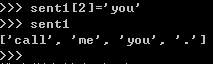 >>> sent1[2]='you'
>>> sent1
['call', 'me', 'you', '.']
>>>